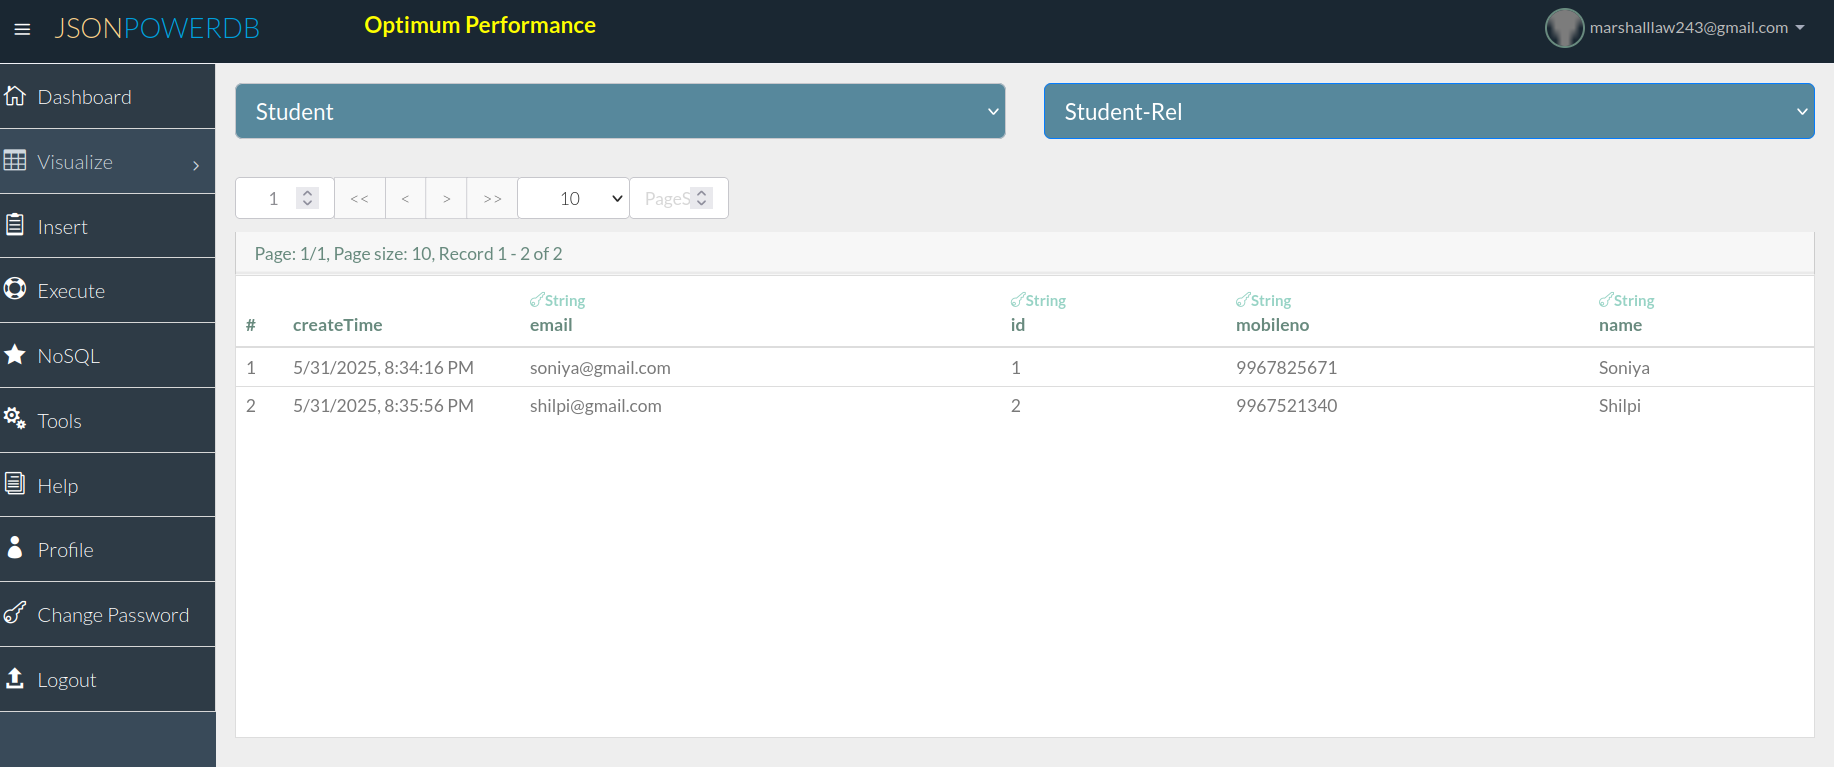 JSONPOWERDB
Optimum Performance
marshalllaw243@gmail.com
Dashboard
Visualize
Insert
Execute
NoSQL
Tools
Help
Profile
Change Password
Logout
Student
Student-Rel
1 << < > >> 10 PageS
Page: 1/1, Page size: 10, Record 1 - 2 of 2
String String String String
# createTime email id mobileno name
1 5/31/2025, 8:34:16 PM soniya@gmail.com 1 9967825671 Soniya
2 5/31/2025, 8:35:56 PM shilpi@gmail.com 2 9967521340 Shilpi